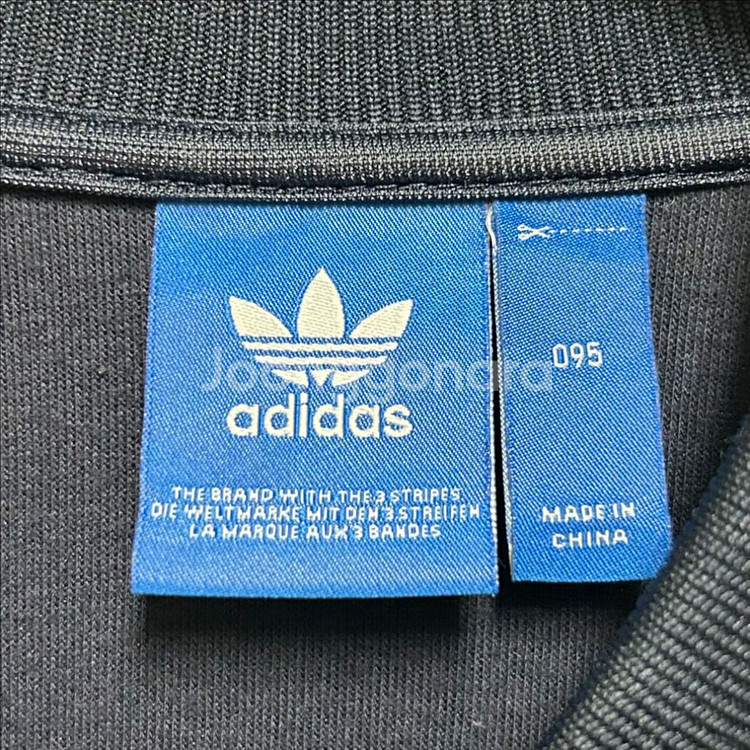 adidas
THE BRAND WITH THE 3 STRIPES
DIE WELTMARKE MIT DEN 3 STREIFEN
LA MARQUE AUX 3 BANDES
095
MADE IN
CHINA